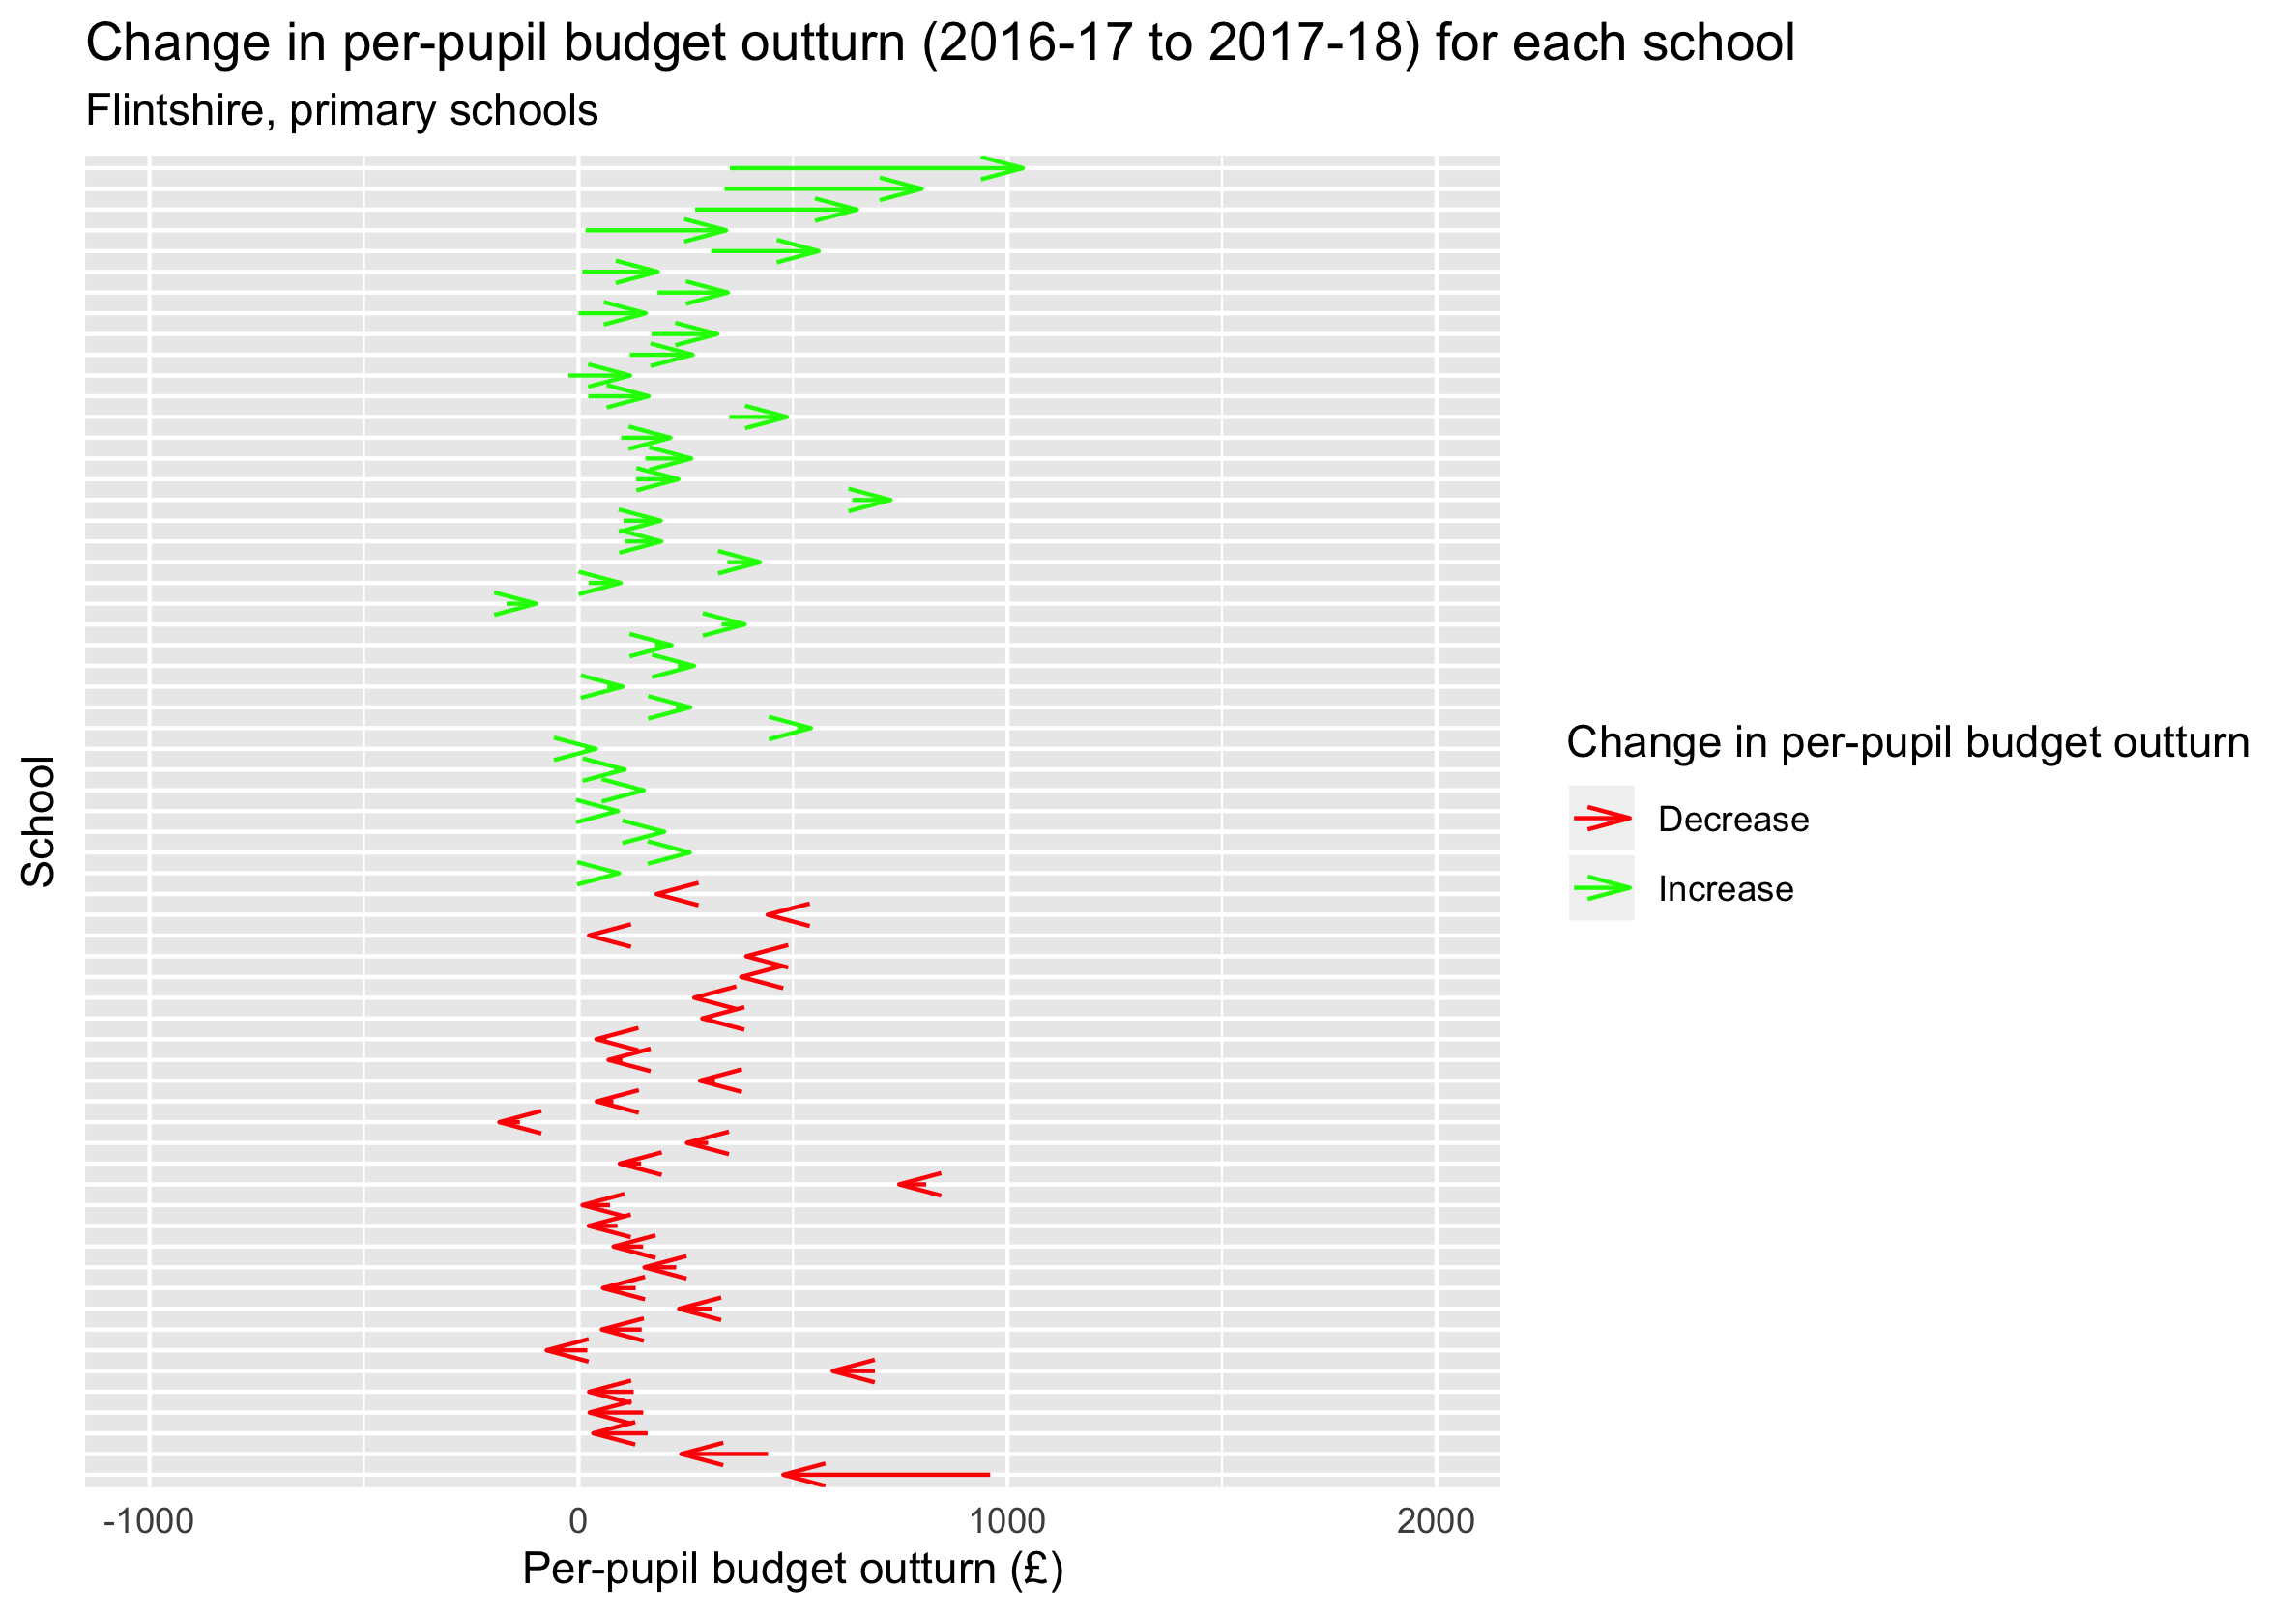 Change in per-pupil budget outturn (2016-17 to 2017-18) for each school
Flintshire, primary schools
School
Change in per-pupil budget outturn
Decrease
Increase
-1000 0 1000 2000
Per-pupil budget outturn (£)